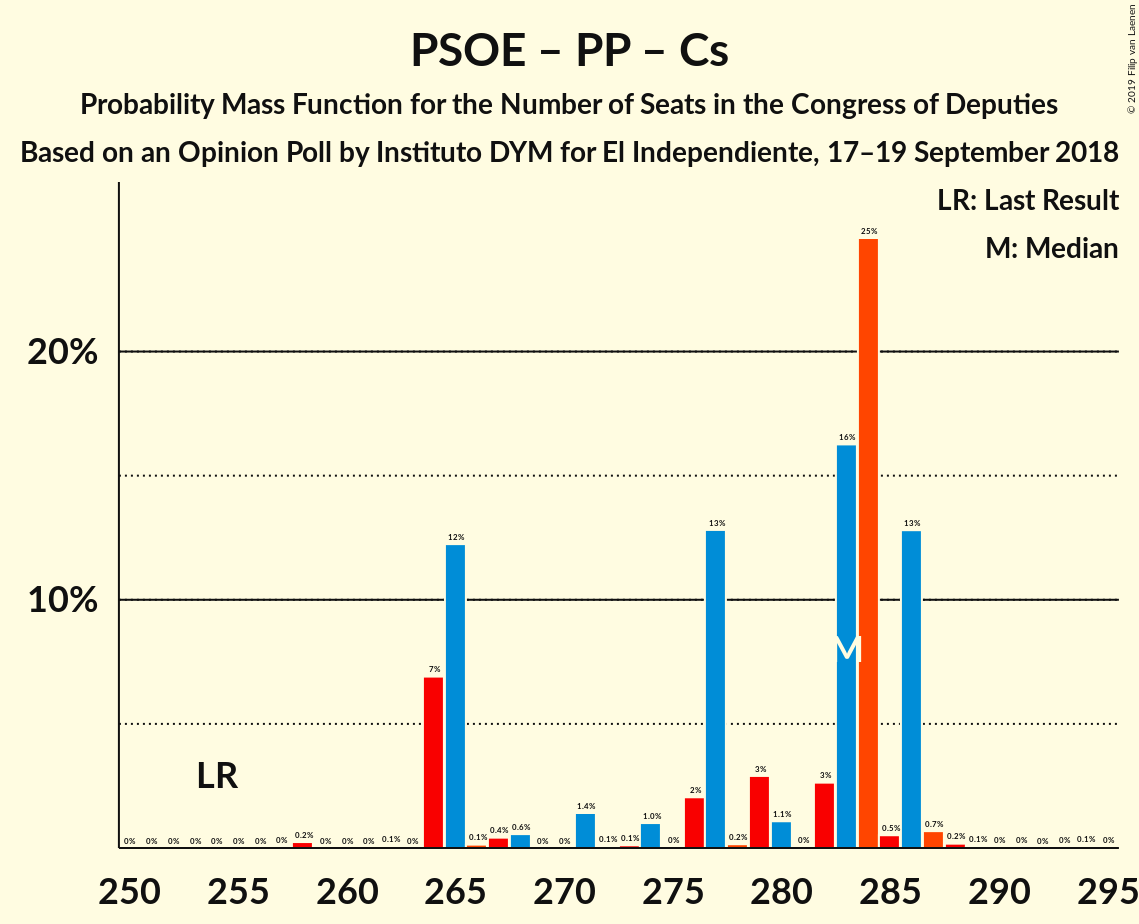 PSOE – PP – Cs
Probability Mass Function for the Number of Seats in the Congress of Deputies
Based on an Opinion Poll by Instituto DYM for El Independiente, 17–19 September 2018
© 2019 Filip van Laenen
LR: Last Result
M: Median
20%
10%
0% 0% 0% 0% 0% 0% 0% 0% 0.2% 0% 0% 0% 0.1% 0% 7% 12% 0.1% 0.4% 0.6% 0% 0% 1.4% 0.1% 0.1% 1.0% 0% 2% 13% 0.2% 3% 1.1% 0% 3% 16% 25% 0.5% 13% 0.7% 0.2% 0.1% 0% 0% 0% 0% 0.1% 0%
M
LR
250 255 260 265 270 275 280 285 290 295